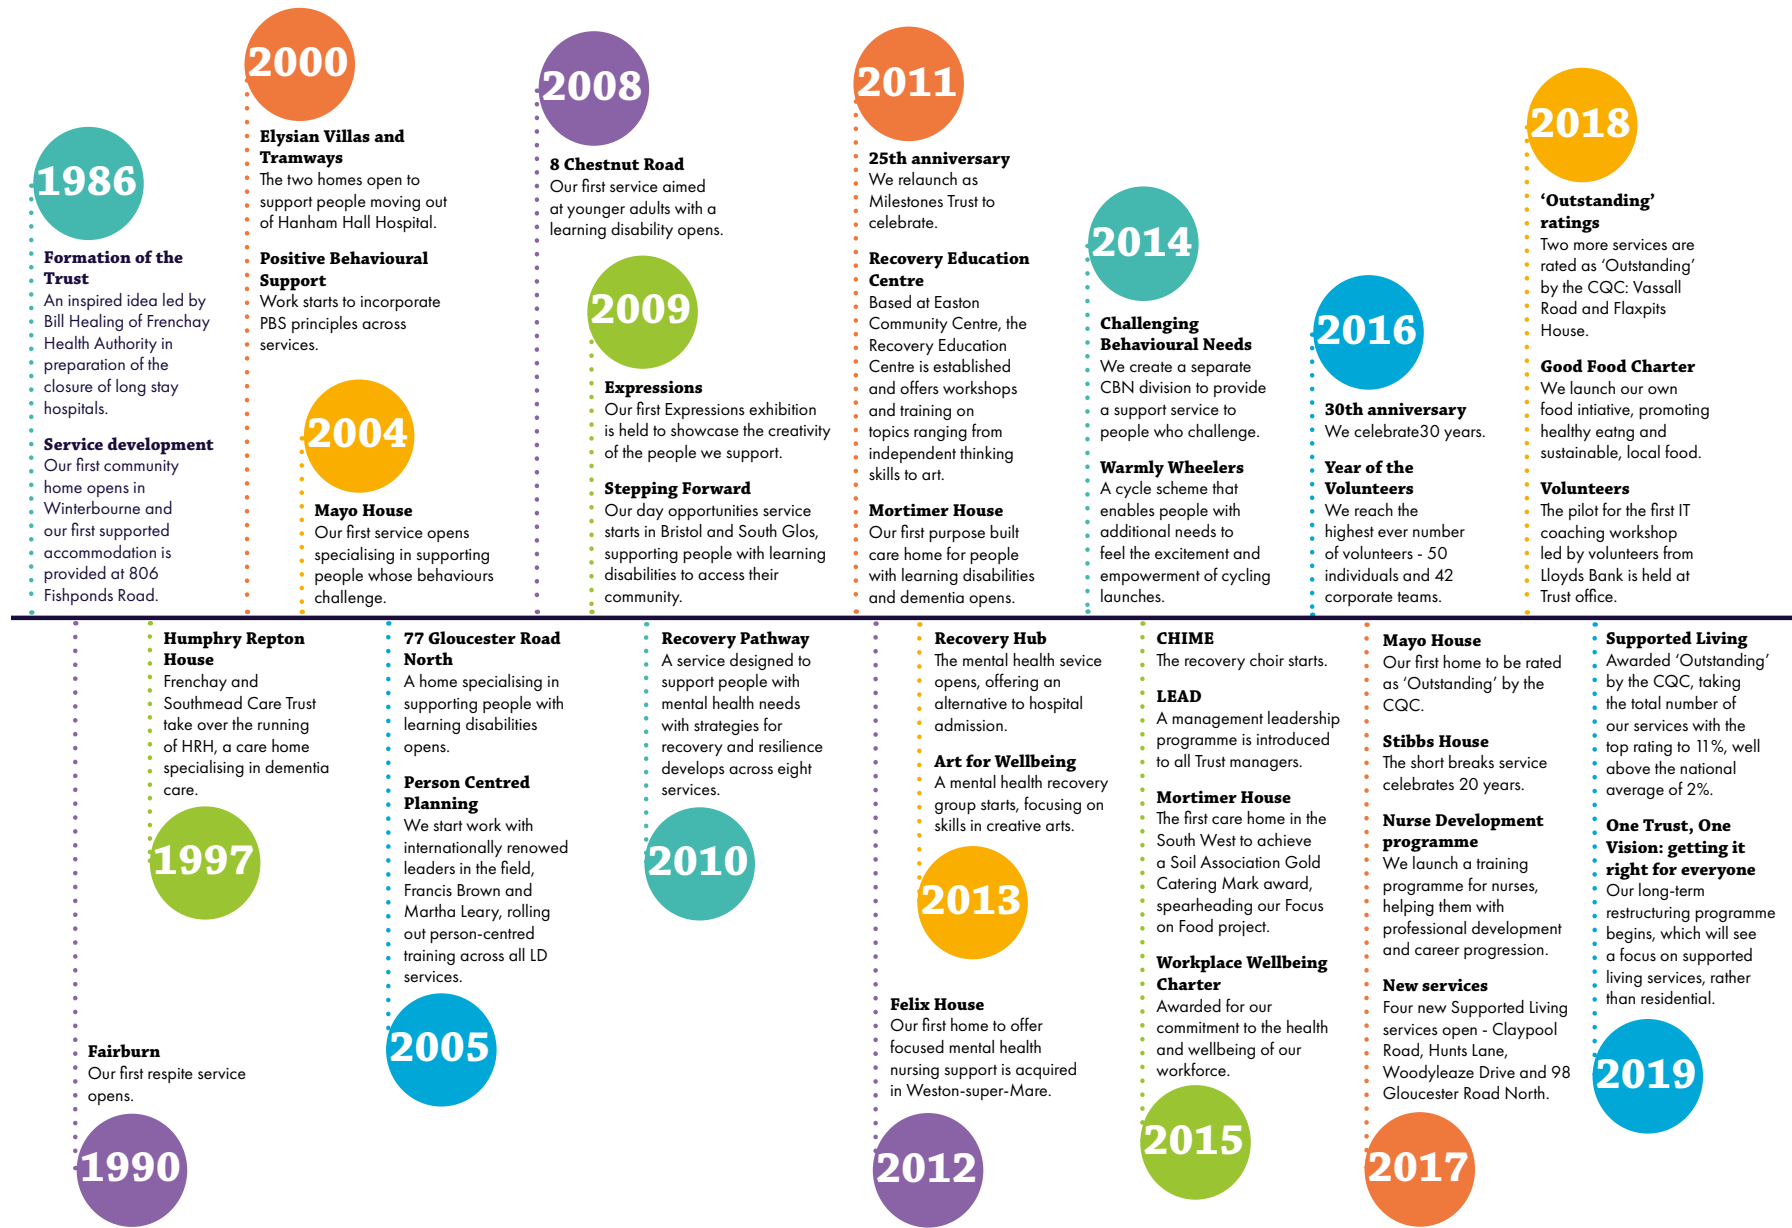 1986
Formation of the
Trust
An inspired idea led by
Bill Healing of Frenchay
Health Authority in
preparation of the
closure of long stay
hospitals.
Service development
Our first community
home opens in
Winterbourne and
our first supported
accommodation is
provided at 806
Fishponds Road.
2000
Elysian Villas and
Tramways
The two homes open to
support people moving out
of Hanham Hall Hospital.
Positive Behavioural
Support
Work starts to incorporate
PBS principles across
services.
2004
Mayo House
Our first service opens
specialising in supporting
people whose behaviours
challenge.
2008
8 Chestnut Road
Our first service aimed
at younger adults with a
learning disability opens.
2009
Expressions
Our first Expressions exhibition
is held to showcase the creativity
of the people we support.
Stepping Forward
Our day opportunities service
starts in Bristol and South Glos,
supporting people with learning
disabilities to access their
community.
2011
25th anniversary
We relaunch as
Milestones Trust to
celebrate.
Recovery Education
Centre
Based at Easton
Community Centre, the
Recovery Education
Centre is established
and offers workshops
and training on
topics ranging from
independent thinking
skills to art.
Mortimer House
Our first purpose built
care home for people
with learning disabilities
and dementia opens.
2014
Challenging
Behavioural Needs
We create a separate
CBN division to provide
a support service to
people who challenge.
Warmly Wheelers
A cycle scheme that
enables people with
additional needs to
feel the excitement and
empowerment of cycling
launches.
2016
30th anniversary
We celebrate30 years.
Year of the
Volunteers
We reach the
highest ever number
of volunteers - 50
individuals and 42
corporate teams.
2018
‘Outstanding’
ratings
Two more services are
rated as ‘Outstanding’
by the CQC: Vassall
Road and Flaxpits
House.
Good Food Charter
We launch our own
food intiative, promoting
healthy eatng and
sustainable, local food.
Volunteers
The pilot for the first IT
coaching workshop
led by volunteers from
Lloyds Bank is held at
Trust office.
Fairburn
Our first respite service
opens.
1990
Humphry Repton
House
Frenchay and
Southmead Care Trust
take over the running
of HRH, a care home
specialising in dementia
care.
1997
77 Gloucester Road
North
A home specialising in
supporting people with
learning disabilities
opens.
Person Centred
Planning
We start work with
internationally renowed
leaders in the field,
Francis Brown and
Martha Leary, rolling
out person-centred
training across all LD
services.
2005
Recovery Pathway
A service designed to
support people with
mental health needs
with strategies for
recovery and resilience
develops across eight
services.
2010
Felix House
Our first home to offer
focused mental health
nursing support is acquired
in Weston-super-Mare.
2012
Recovery Hub
The mental health sevice
opens, offering an
alternative to hospital
admission.
Art for Wellbeing
A mental health recovery
group starts, focusing on
skills in creative arts.
2013
CHIME
The recovery choir starts.
LEAD
A management leadership
programme is introduced
to all Trust managers.
Mortimer House
The first care home in the
South West to achieve
a Soil Association Gold
Catering Mark award,
spearheading our Focus
on Food project.
Workplace Wellbeing
Charter
Awarded for our
commitment to the health
and wellbeing of our
workforce.
2015
Mayo House
Our first home to be rated
as ‘Outstanding’ by the
CQC.
Stibbs House
The short breaks service
celebrates 20 years.
Nurse Development
programme
We launch a training
programme for nurses,
helping them with
professional development
and career progression.
New services
Four new Supported Living
services open - Claypool
Road, Hunts Lane,
Woodyleaze Drive and 98
Gloucester Road North.
2017
Supported Living
Awarded ‘Outstanding’
by the CQC, taking
the total number of
our services with the
top rating to 11%, well
above the national
average of 2%.
One Trust, One
Vision: getting it
right for everyone
Our long-term
restructuring programme
begins, which will see
a focus on supported
living services, rather
than residential.
2019